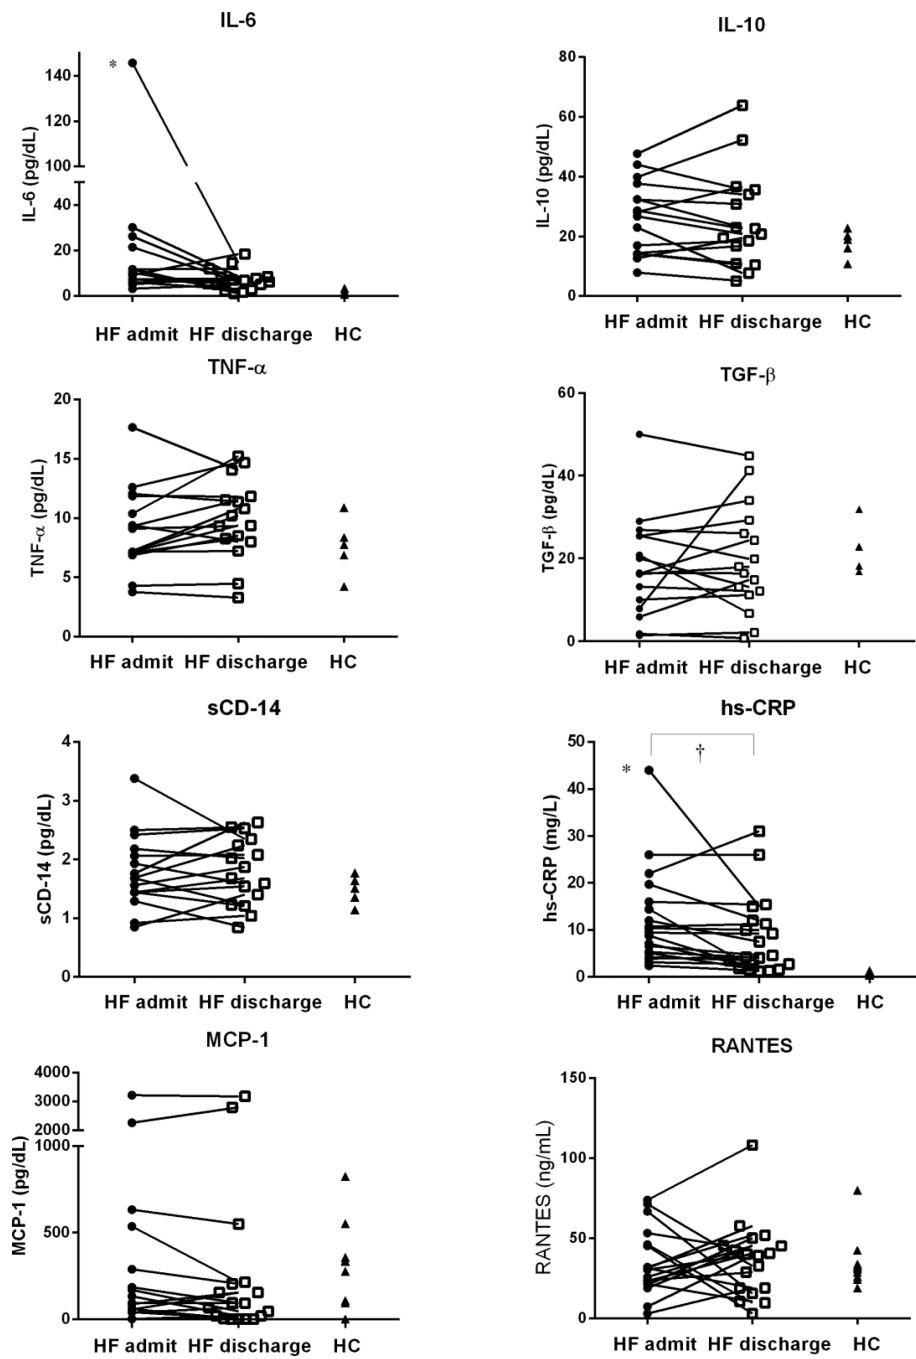 IL-6
*
140
120
100
40
20
0
IL-6 (pg/dL)
HF admit HF discharge HC
IL-10
80
60
40
20
0
IL-10 (pg/dL)
HF admit HF discharge HC
TNF-α
20
15
10
5
0
TNF-α (pg/dL)
HF admit HF discharge HC
TGF-β
60
40
20
0
TGF-β (pg/dL)
HF admit HF discharge HC
sCD-14
4
3
2
1
0
sCD-14 (pg/dL)
HF admit HF discharge HC
hs-CRP
50
40
30
20
10
0
hs-CRP (mg/L)
*
†
HF admit HF discharge HC
MCP-1
4000
3000
2000
1000
500
0
MCP-1 (pg/dL)
HF admit HF discharge HC
RANTES
150
100
50
0
RANTES (ng/mL)
HF admit HF discharge HC